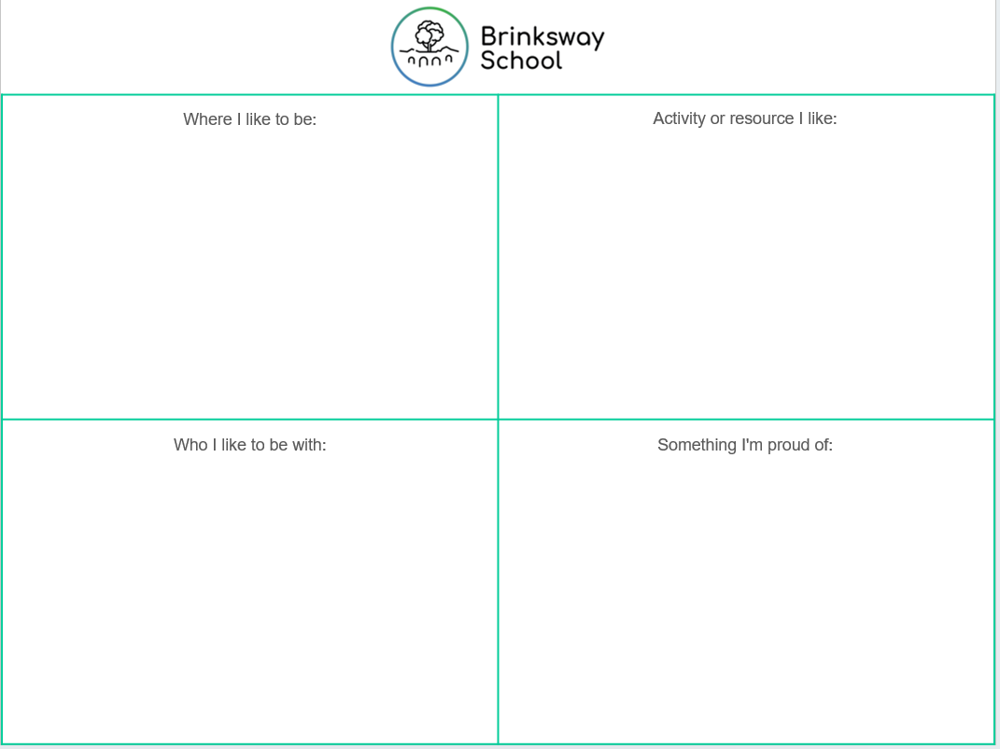 Brinksway
School
Where I like to be:
Activity or resource I like:
Who I like to be with:
Something I'm proud of: